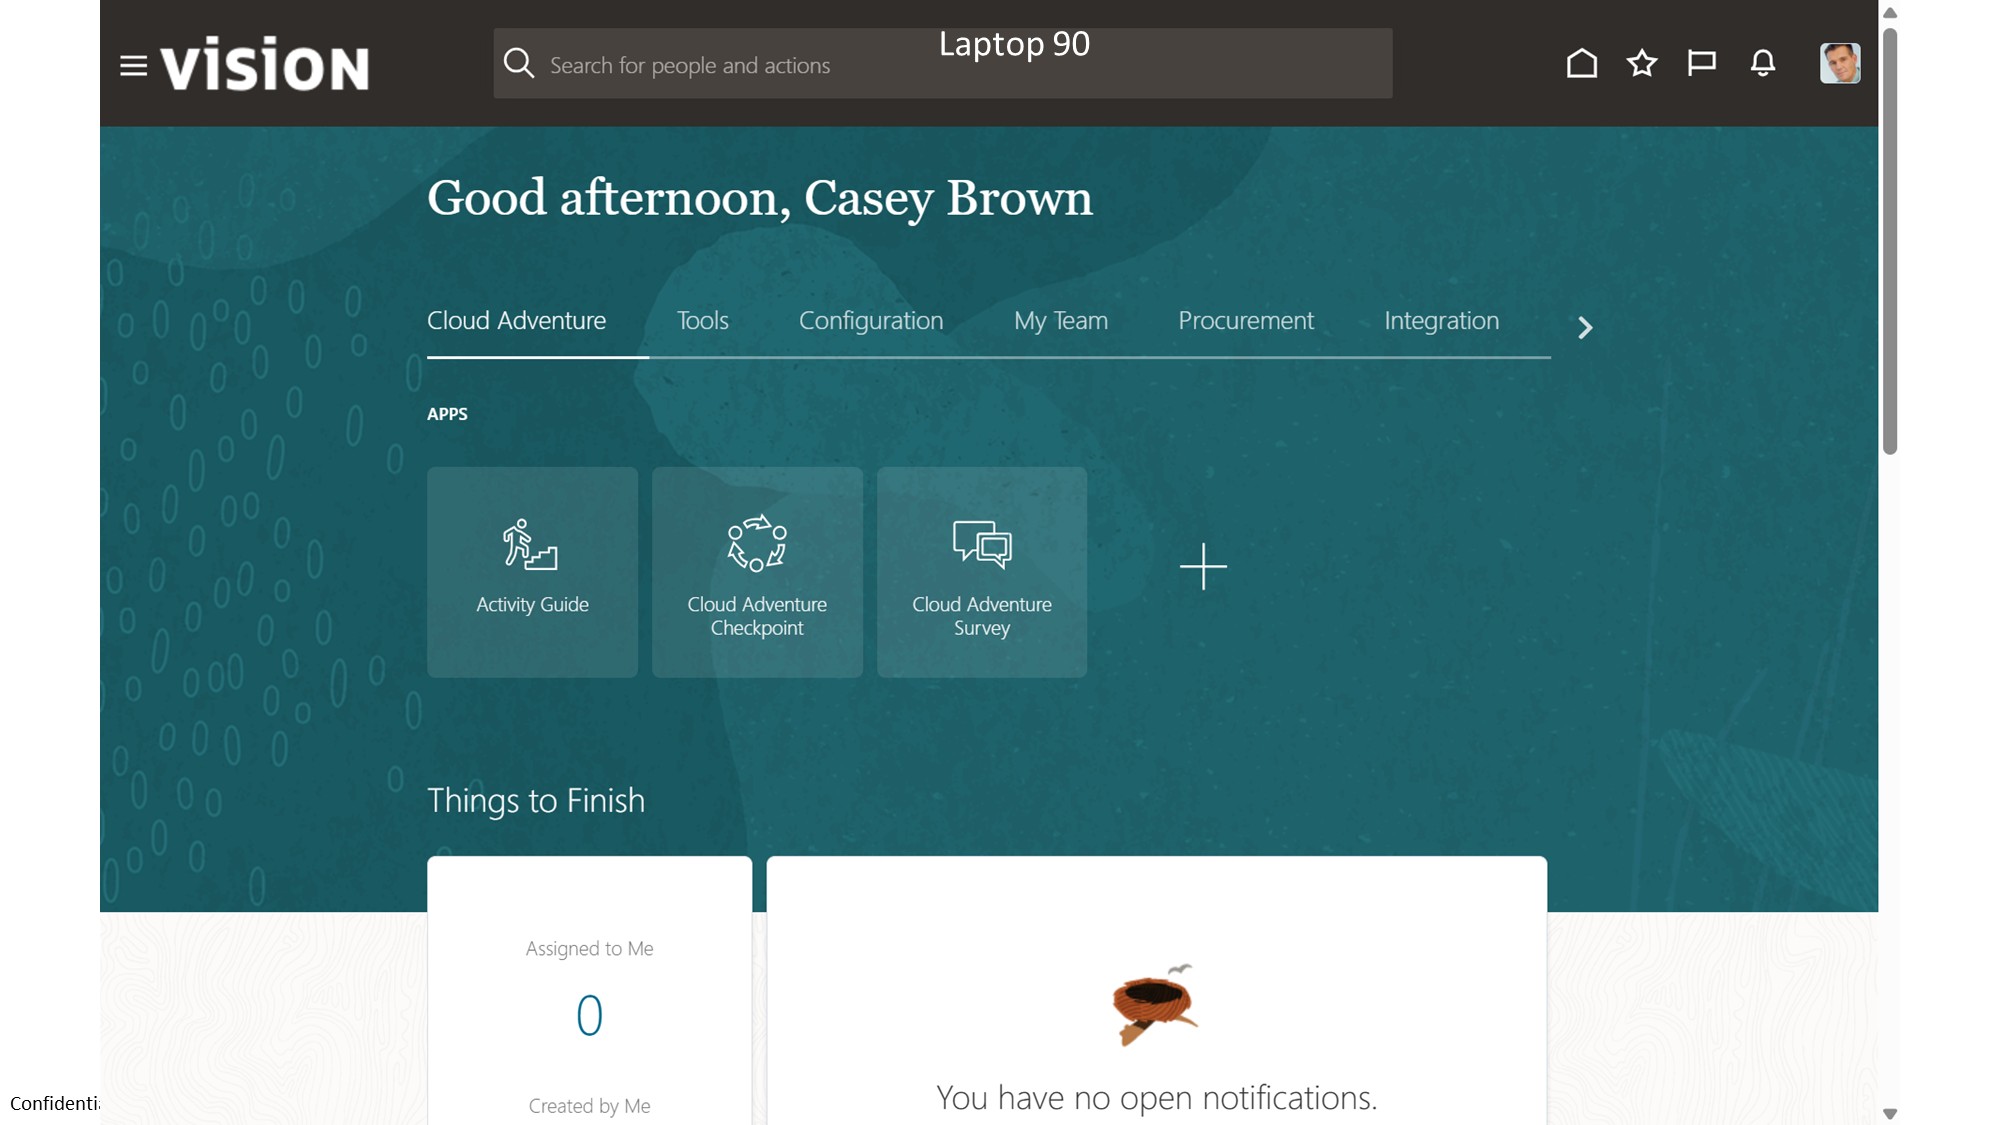 Laptop 90
vision
Search for people and actions
Good afternoon, Casey Brown
Cloud Adventure Tools Configuration My Team Procurement Integration
APPS
Activity Guide
Cloud Adventure
Checkpoint
Cloud Adventure
Survey
Things to Finish
Assigned to Me
0
Created by Me
You have no open notifications.